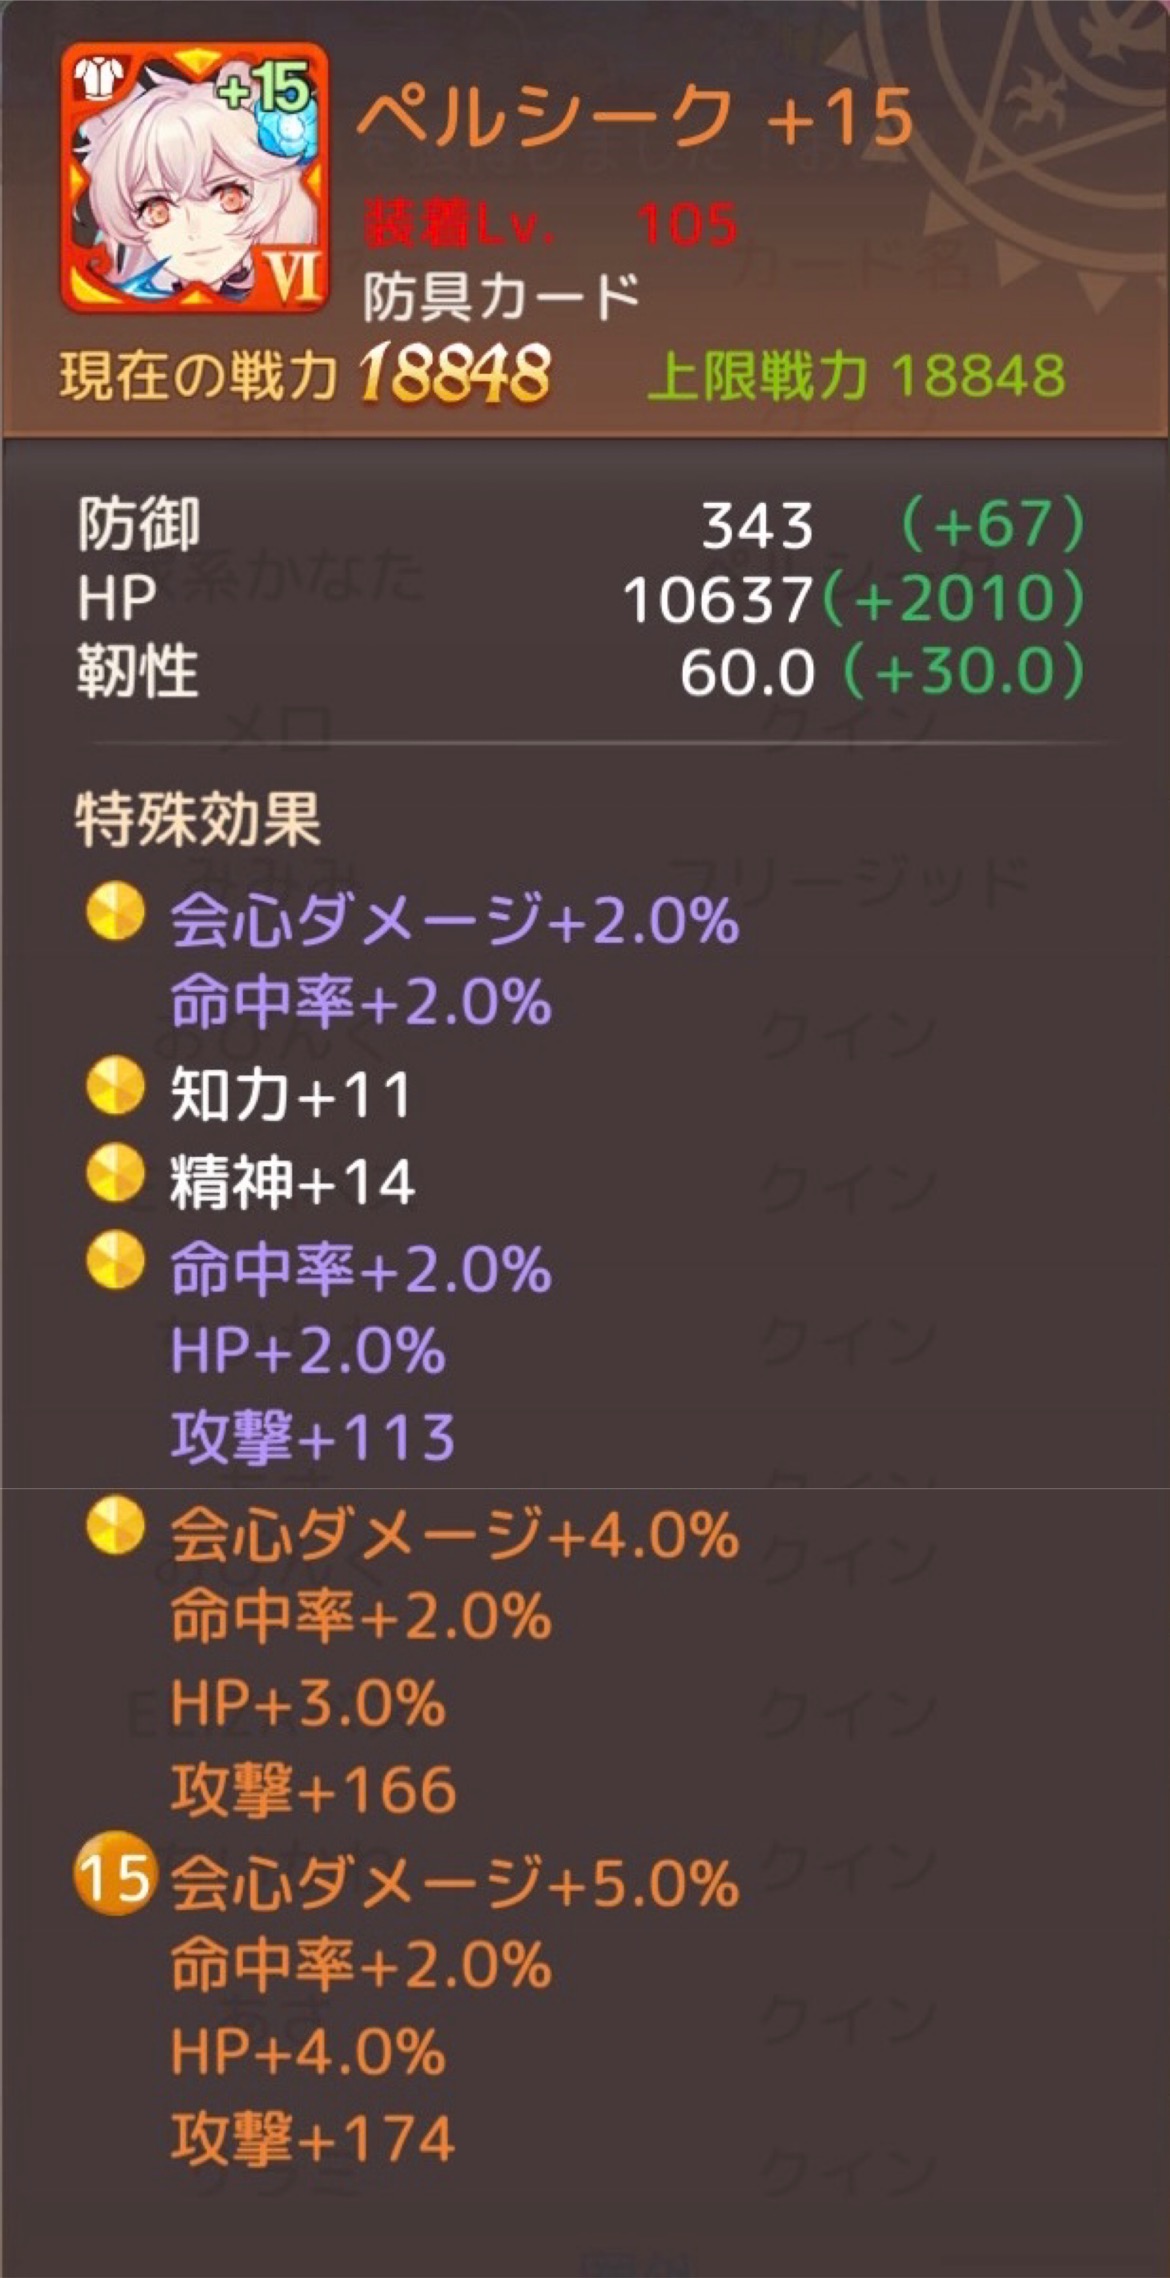 +15
VI
ペルシーク +15
装着Lv. 105
防具カード
現在の戦力 18848 上限戦力 18848
防御 343 (+67)
HP 10637(+2010)
靭性 60.0 (+30.0)
特殊効果
会心ダメージ+2.0%
命中率+2.0%
知力+11
精神+14
命中率+2.0%
HP+2.0%
攻撃+113
会心ダメージ+4.0%
命中率+2.0%
HP+3.0%
攻撃+166
15 会心ダメージ+5.0%
命中率+2.0%
HP+4.0%
攻撃+174